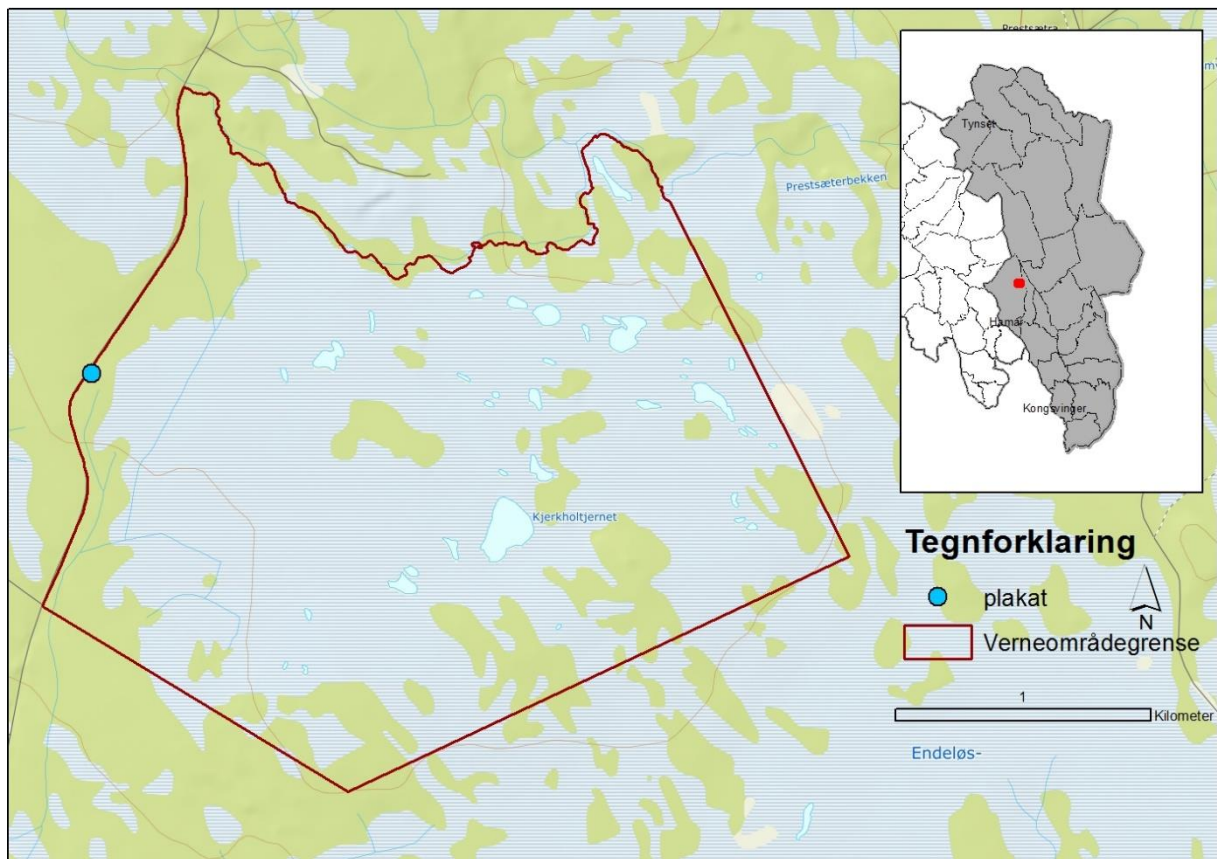 Prestsætra
Prestsæterbekken
Tynset
Hamar
Kongsvinger
Kjerkholtjernet
Tegnforklaring
plakat
N
Verneområdegrense
1
Kilometer
Endeløs-